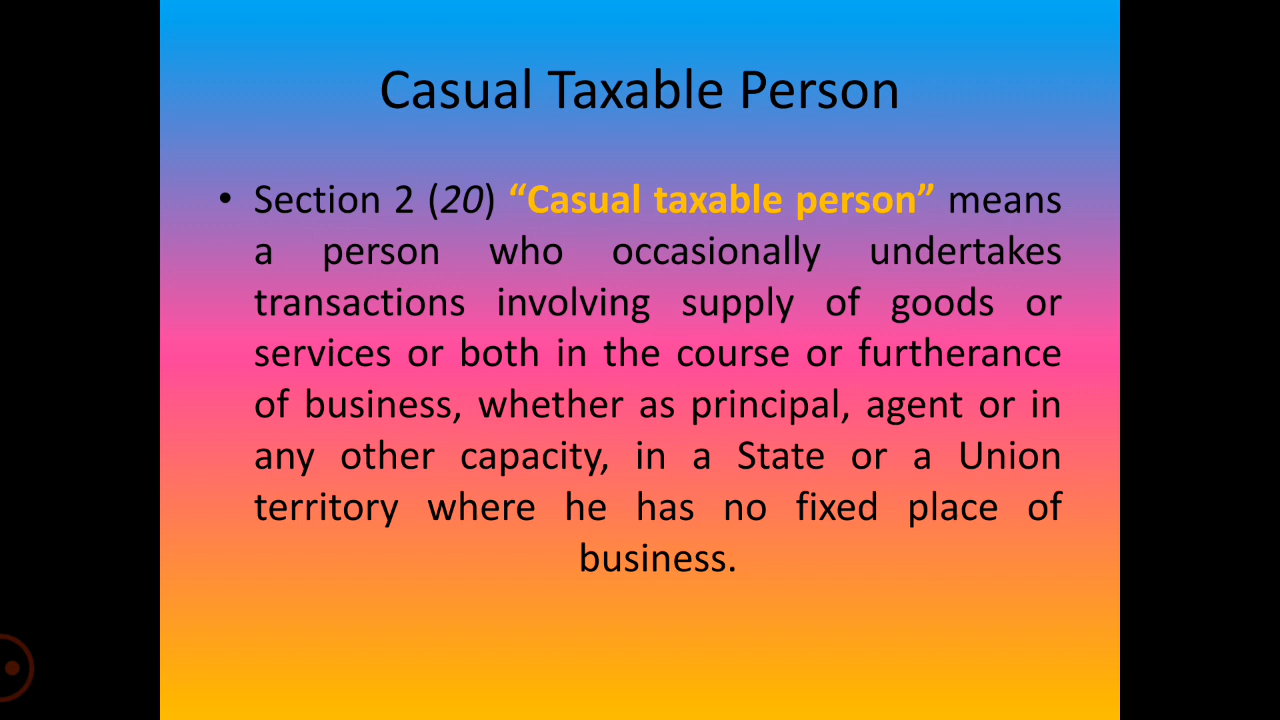 Casual Taxable Person
• Section 2 (20) “Casual taxable person” means
a person who occasionally undertakes
transactions involving supply of goods or
services or both in the course or furtherance
of business, whether as principal, agent or in
any other capacity, in a State or a Union
territory where he has no fixed place of
business.